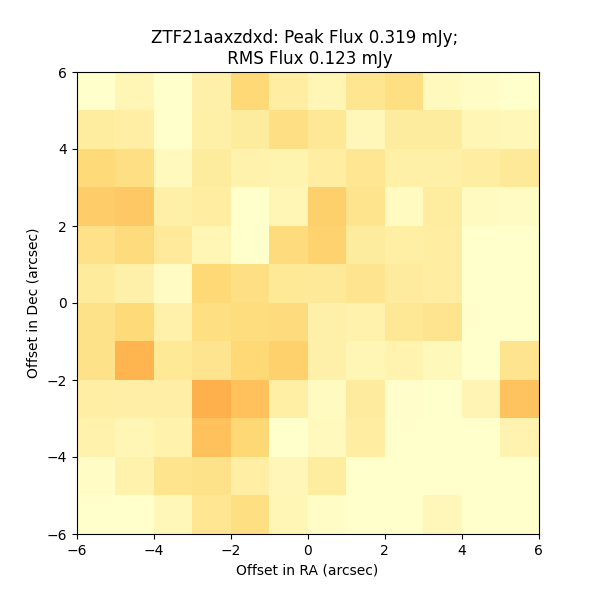 ZTF21aaxzdxd: Peak Flux 0.319 mJy;
RMS Flux 0.123 mJy
6
4
2
0
−2
−4
−6
Offset in Dec (arcsec)
−6 −4 −2 0 2 4 6
Offset in RA (arcsec)